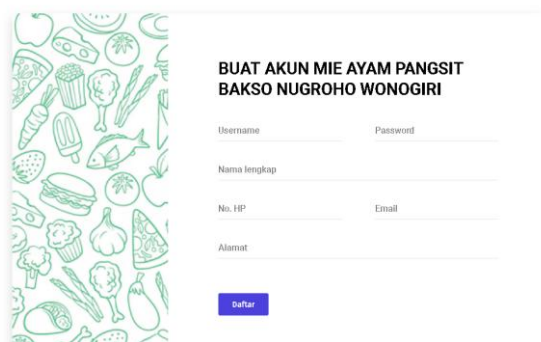 BUAT AKUN MIE AYAM PANGSIT
BAKSO NUGROHO WONOGIRI
Username Password
Nama lengkap
No. HP Email
Alamat
Daftar